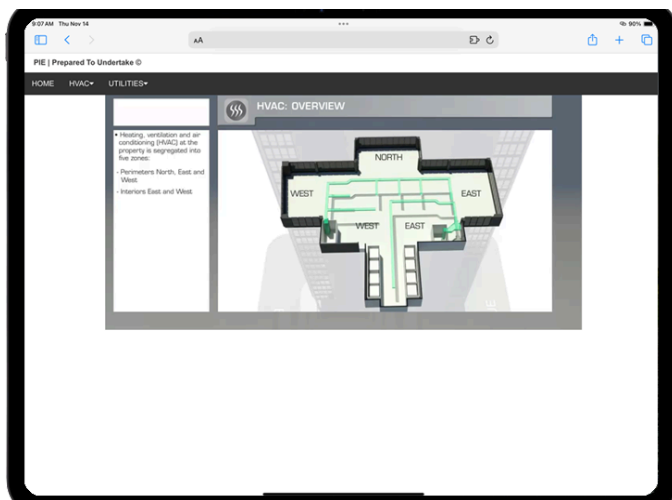 9:07 AM Thu Nov 14
90%
AA
PIE | Prepared To Undertake ©
HOME HVAC UTILITIES
HVAC: OVERVIEW
• Heating, ventilation and air
conditioning (HVAC) at the
property is segregated into
five zones:
- Perimeters North, East and
West
- Interiors East and West
NORTH
WEST
EAST
WEST
EAST